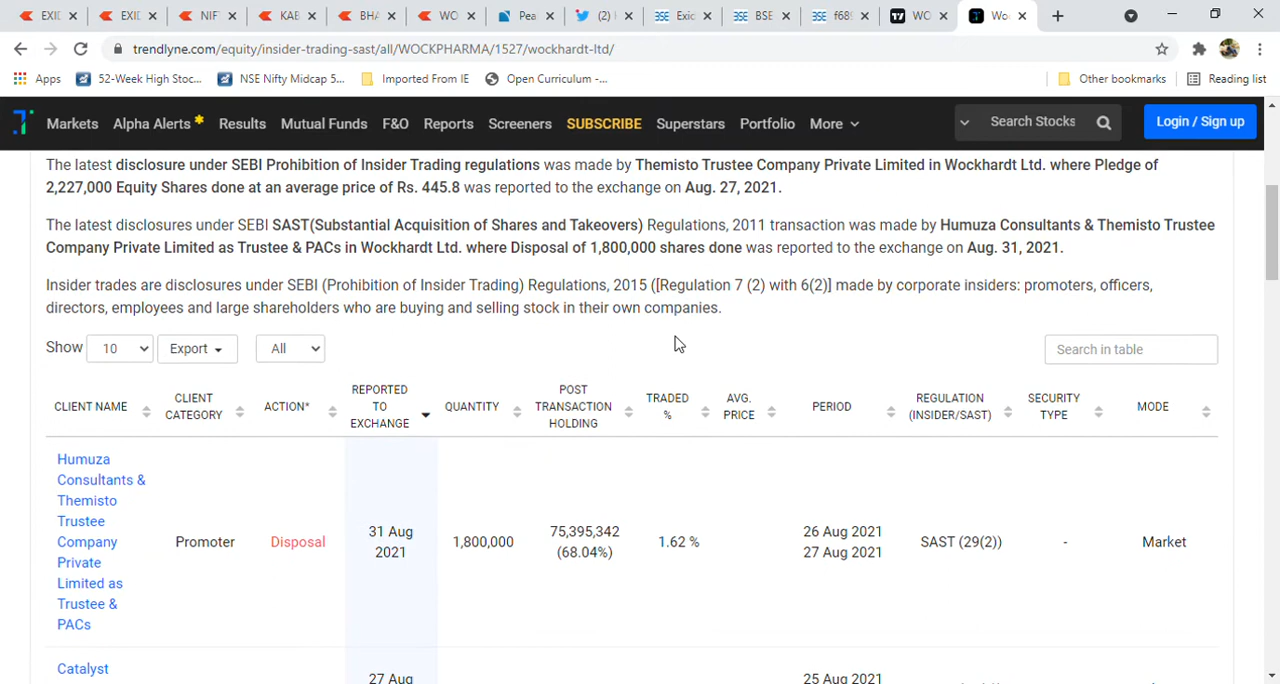 EXIE
EXIE
NIF
KAB
BHA
WO
Pea
(2)
Exic
BSE
f68
WO
Wo
trendlyne.com/equity/insider-trading-sast/all/WOCKPHARMA/1527/wockhardt-ltd/
Apps 52-Week High Stoc... NSE Nifty Midcap 5... Imported From IE Open Curriculum -... Other bookmarks Reading list
Markets Alpha Alerts Results Mutual Funds F&O Reports Screeners SUBSCRIBE Superstars Portfolio More Search Stocks Login / Sign up
The latest disclosure under SEBI Prohibition of Insider Trading regulations was made by Themisto Trustee Company Private Limited in Wockhardt Ltd. where Pledge of
2,227,000 Equity Shares done at an average price of Rs. 445.8 was reported to the exchange on Aug. 27, 2021.
The latest disclosures under SEBI SAST(Substantial Acquisition of Shares and Takeovers) Regulations, 2011 transaction was made by Humuza Consultants & Themisto Trustee
Company Private Limited as Trustee & PACs in Wockhardt Ltd. where Disposal of 1,800,000 shares done was reported to the exchange on Aug. 31, 2021.
Insider trades are disclosures under SEBI (Prohibition of Insider Trading) Regulations, 2015 ([Regulation 7 (2) with 6(2)] made by corporate insiders: promoters, officers,
directors, employees and large shareholders who are buying and selling stock in their own companies.
Show 10 Export All Search in table
CLIENT NAME
CLIENT
CATEGORY
ACTION*
REPORTED
TO
EXCHANGE
QUANTITY
POST
TRANSACTION
HOLDING
TRADED
%
AVG.
PRICE
PERIOD
REGULATION
(INSIDER/SAST)
SECURITY
TYPE
MODE
Humuza
Consultants &
Themisto
Trustee
Company
Private
Limited as
Trustee &
PACs
Promoter
Disposal
31 Aug
2021
1,800,000
75,395,342
(68.04%)
1.62 %
26 Aug 2021
27 Aug 2021
SAST (29(2))
-
Market
Catalyst
27 Aug
25 Aug 2021